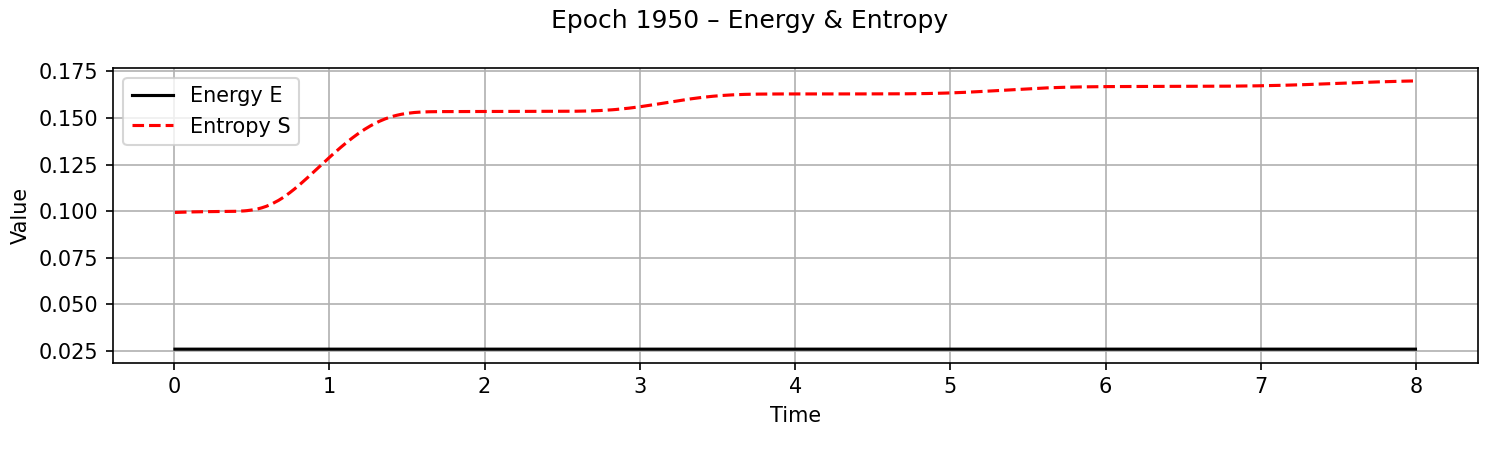 Epoch 1950 – Energy & Entropy
Energy E
Entropy S
Value
0.175
0.150
0.125
0.100
0.075
0.050
0.025
0 1 2 3 4 5 6 7 8
Time